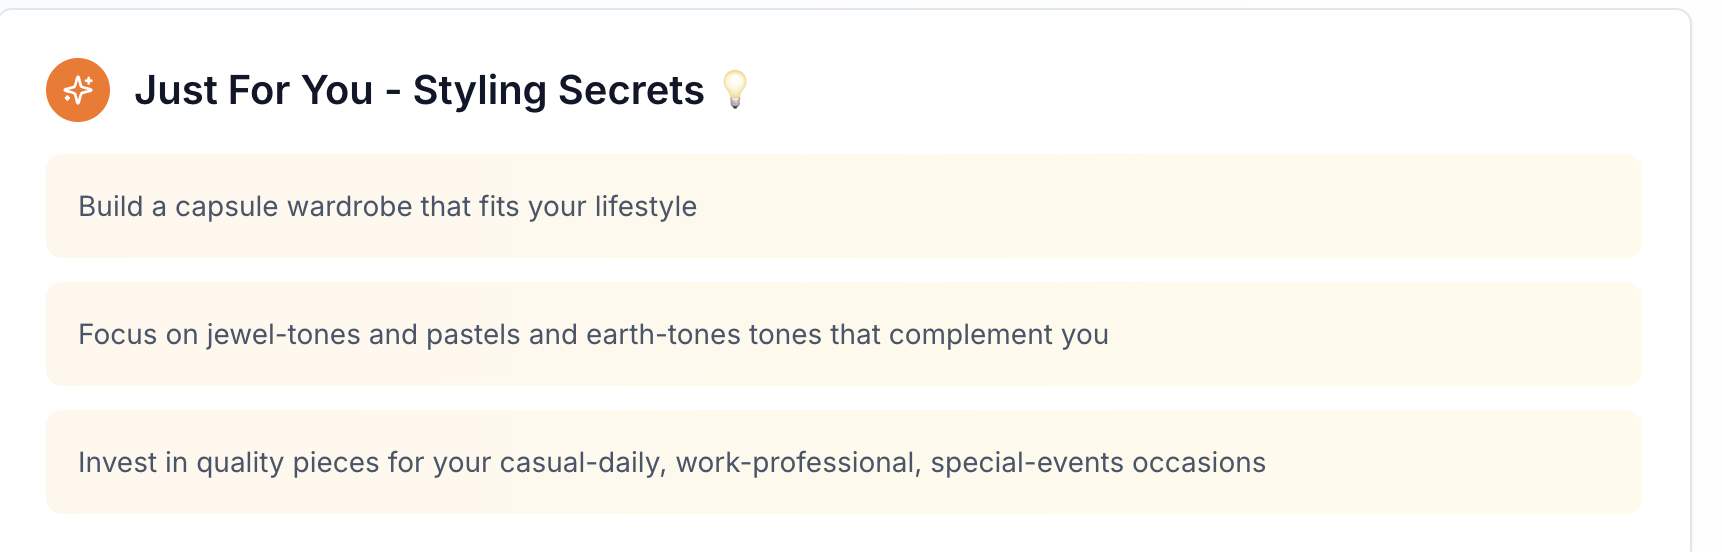 Just For You - Styling Secrets 💡
Build a capsule wardrobe that fits your lifestyle
Focus on jewel-tones and pastels and earth-tones tones that complement you
Invest in quality pieces for your casual-daily, work-professional, special-events occasions